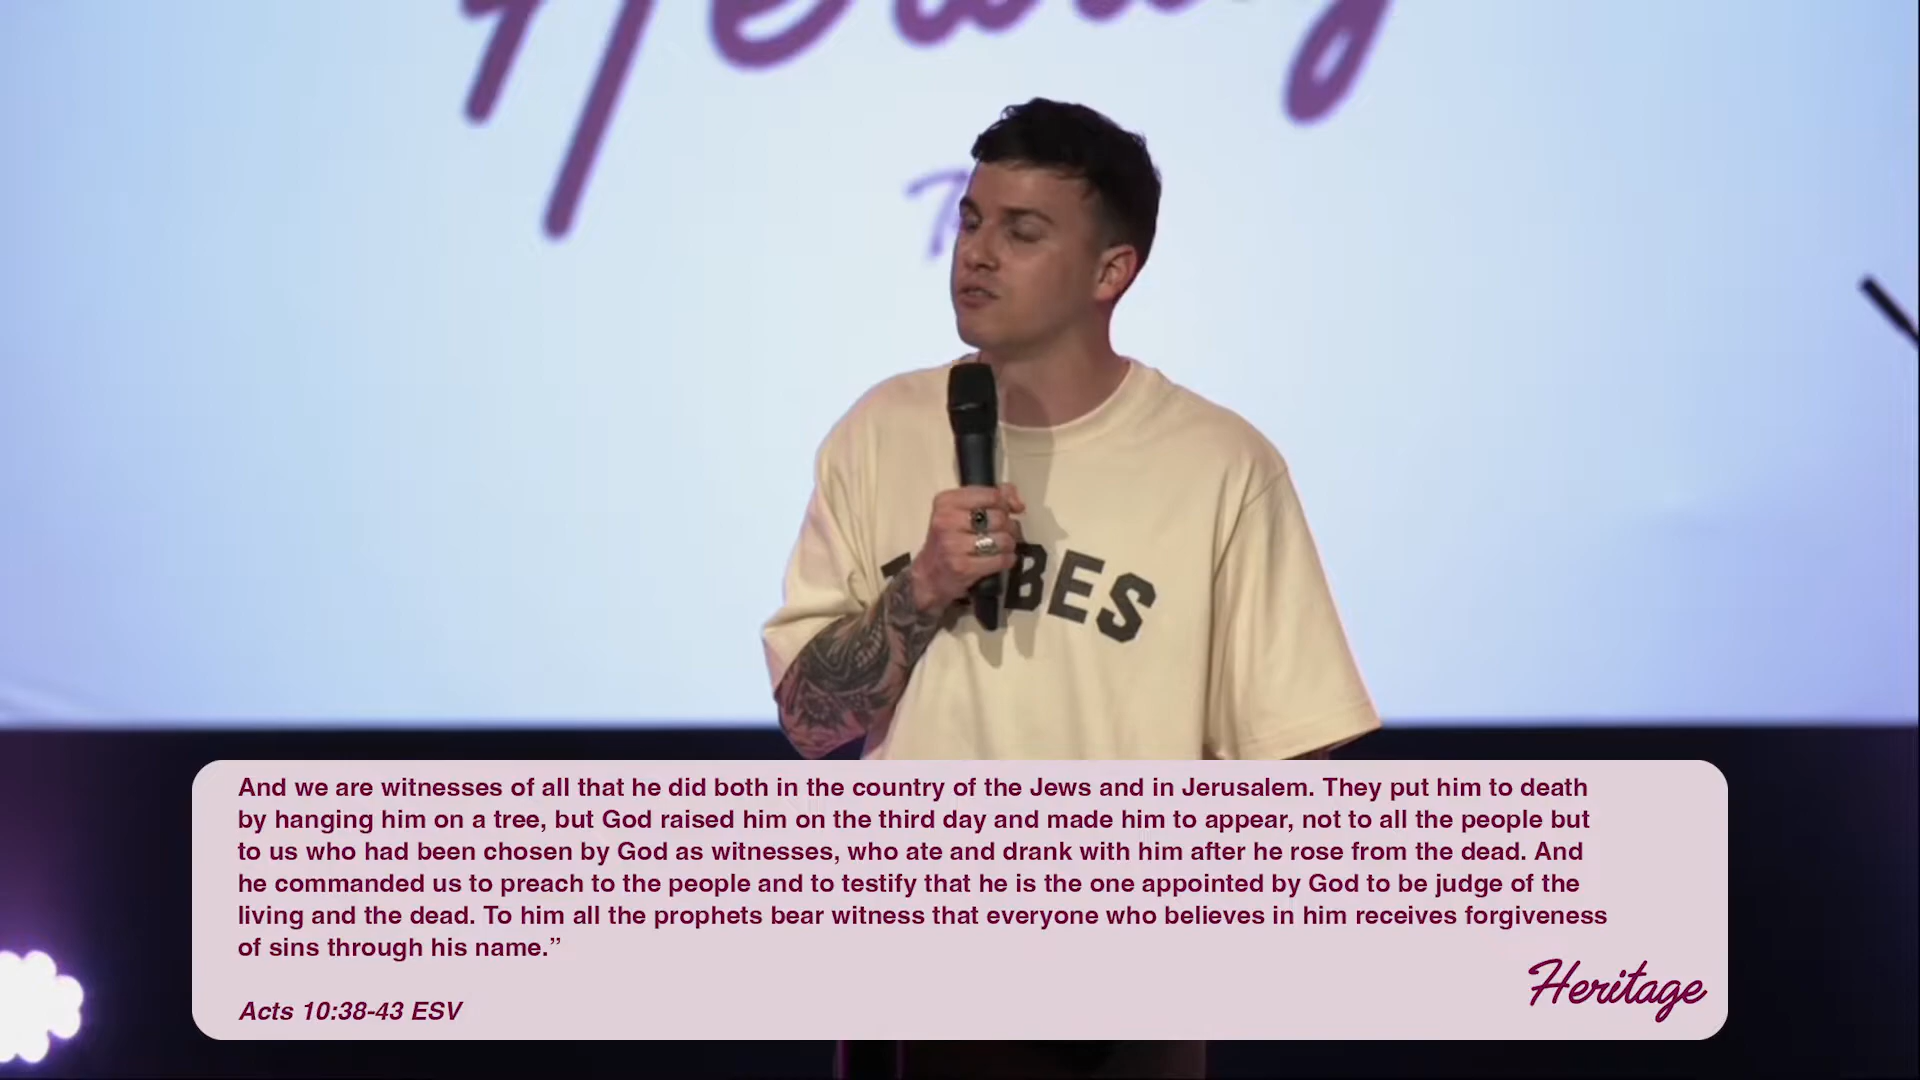 And we are witnesses of all that he did both in the country of the Jews and in Jerusalem. They put him to death
by hanging him on a tree, but God raised him on the third day and made him to appear, not to all the people but
to us who had been chosen by God as witnesses, who ate and drank with him after he rose from the dead. And
he commanded us to preach to the people and to testify that he is the one appointed by God to be judge of the
living and the dead. To him all the prophets bear witness that everyone who believes in him receives forgiveness
of sins through his name.”
Acts 10:38-43 ESV
Heritage